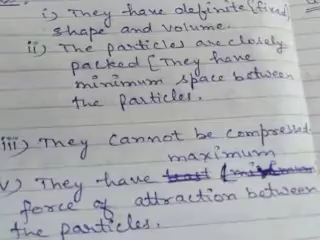 i) They have definite (fixed)
shape and volume.
ii) The particles are closely
packed [They have
minimum space between
the particles.
iii) They cannot be compressed.
maximum
v) They have
force of attraction between
the particles.